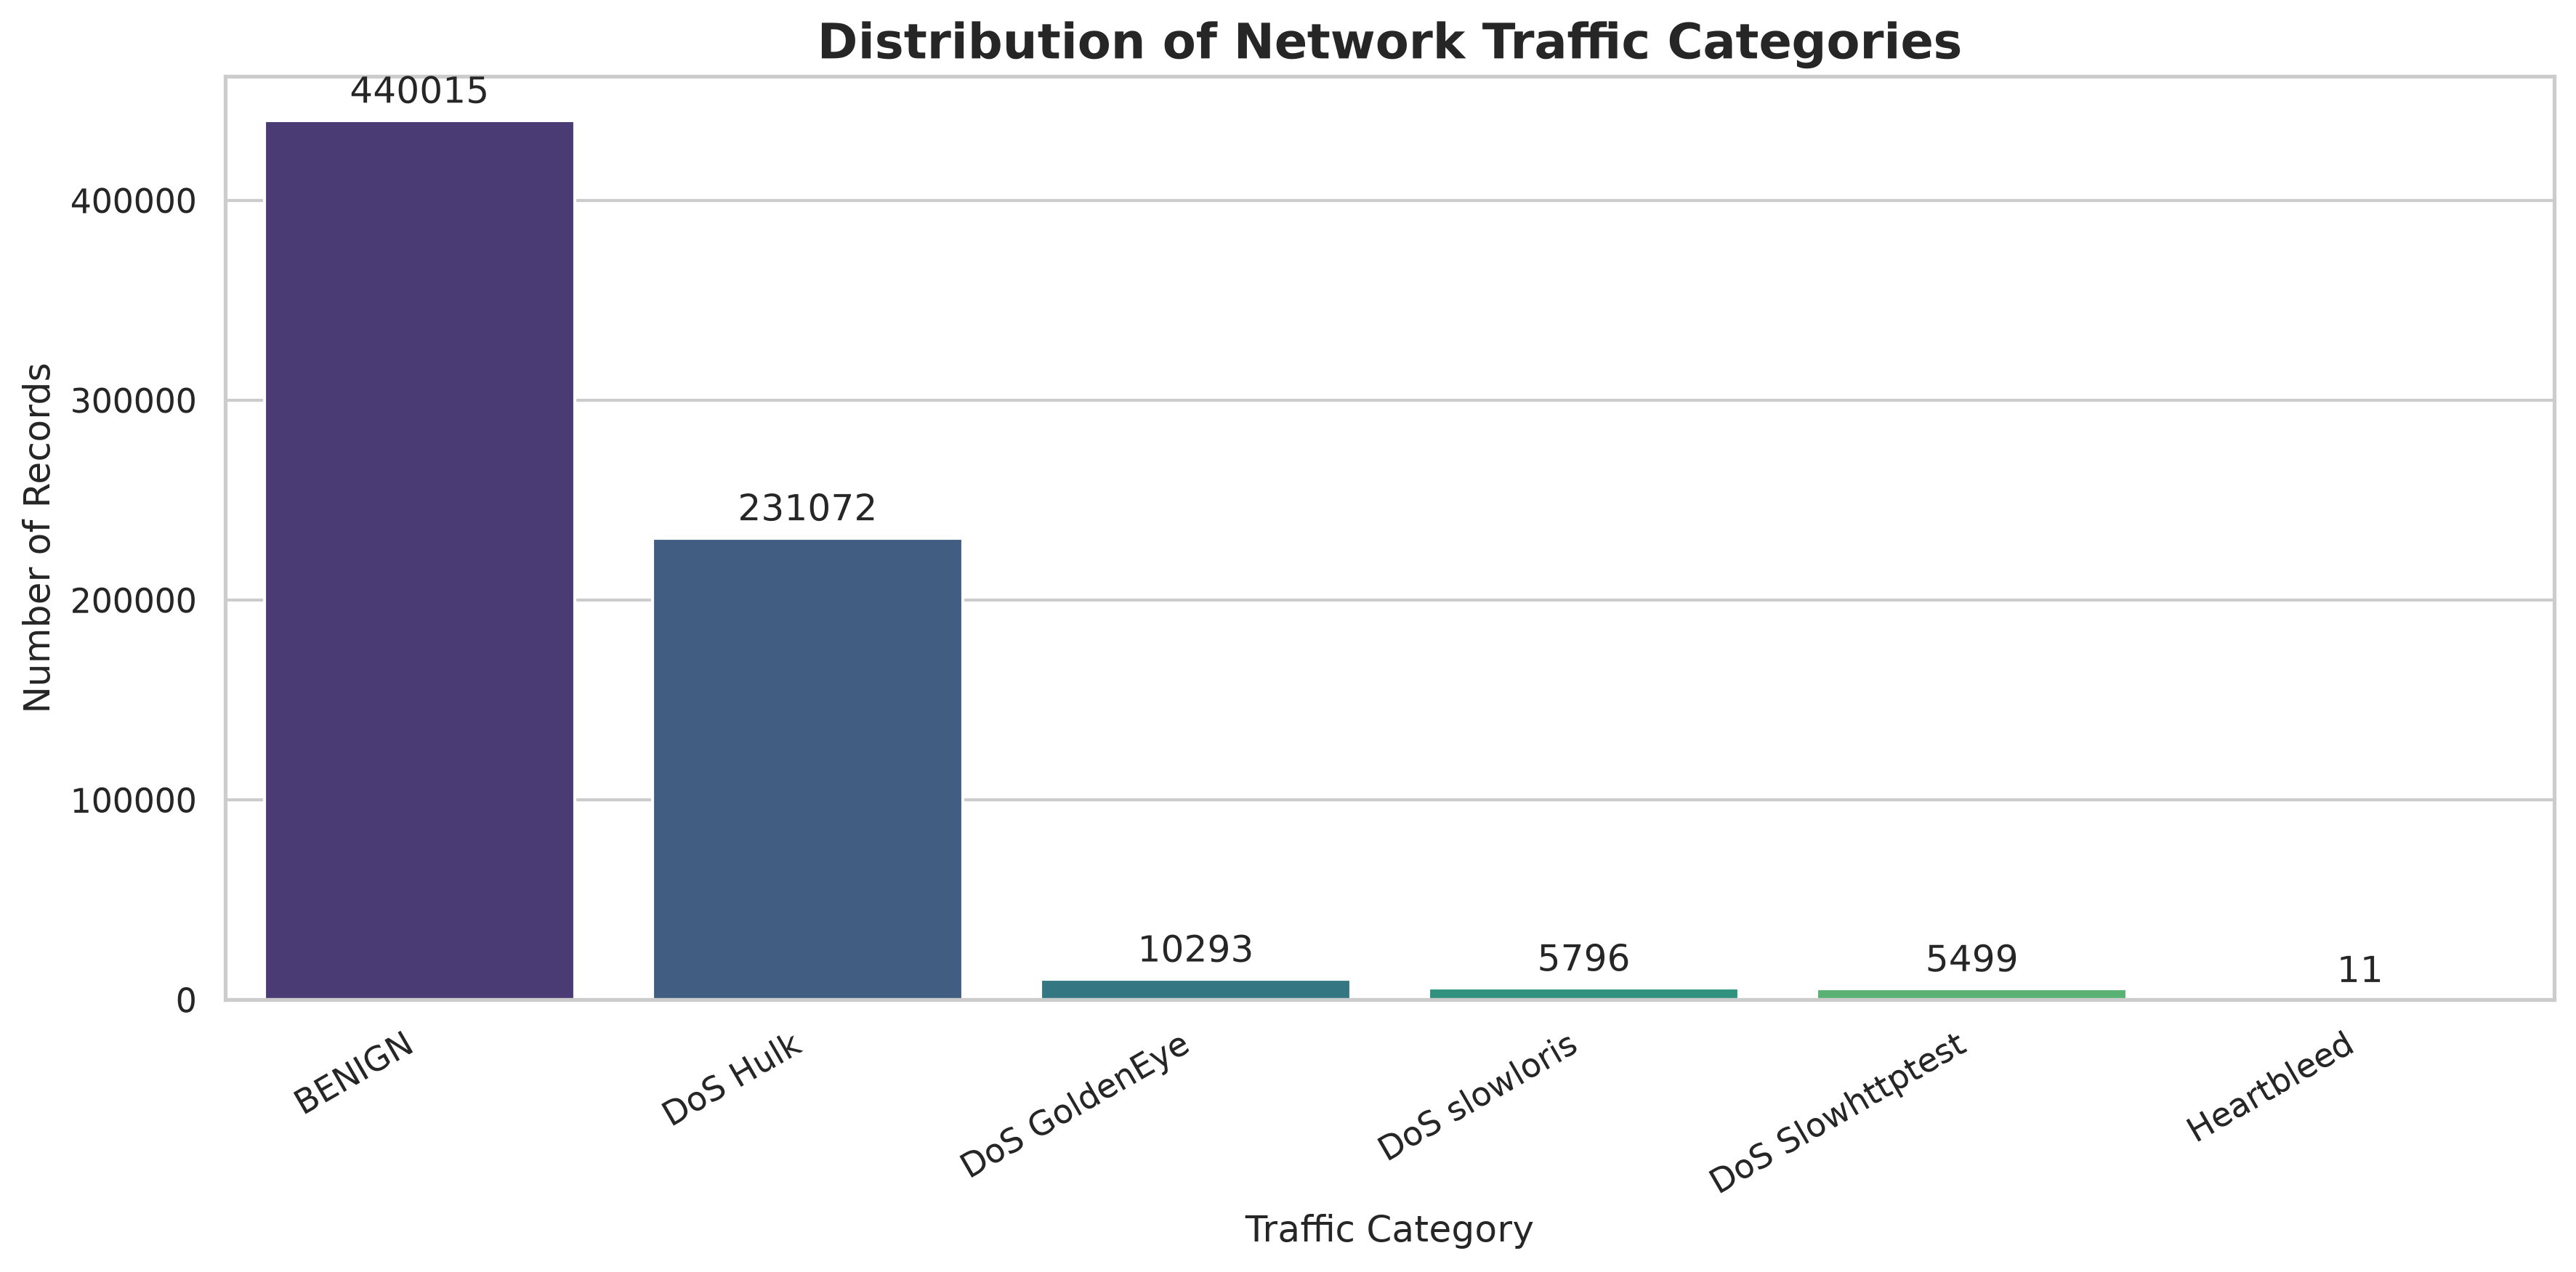 Distribution of Network Traffic Categories
440015
400000
300000
231072
200000
100000
10293
5796
5499
11
0
Number of Records
BENIGN
DoS Hulk
DoS GoldenEye
DoS slowloris
DoS Slowhttptest
Heartbleed
Traffic Category